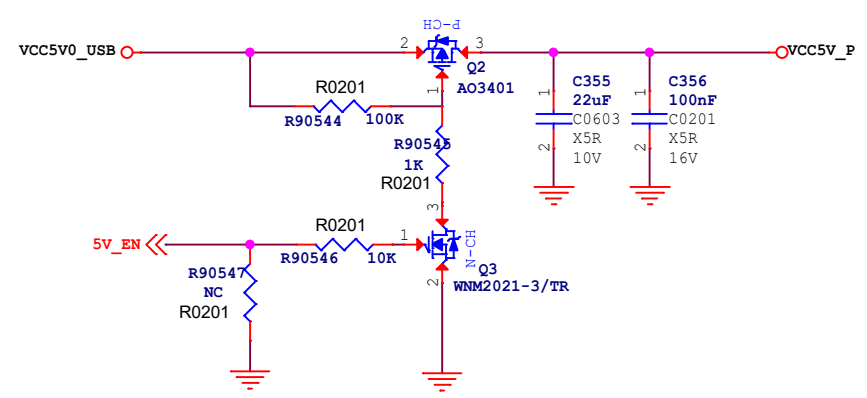 P-CH
VCC5V0_USB
2
3
VCC5V_P
Q2
1
AO3401
R0201
R90544
100K
R90545
1K
R0201
C355
1
22uF
C0603
X5R
2
10V
C356
1
100nF
C0201
X5R
2
16V
3
5V_EN
R0201
R90546
10K
1
N-CH
Q3
2
WNM2021-3/TR
R90547
NC
R0201